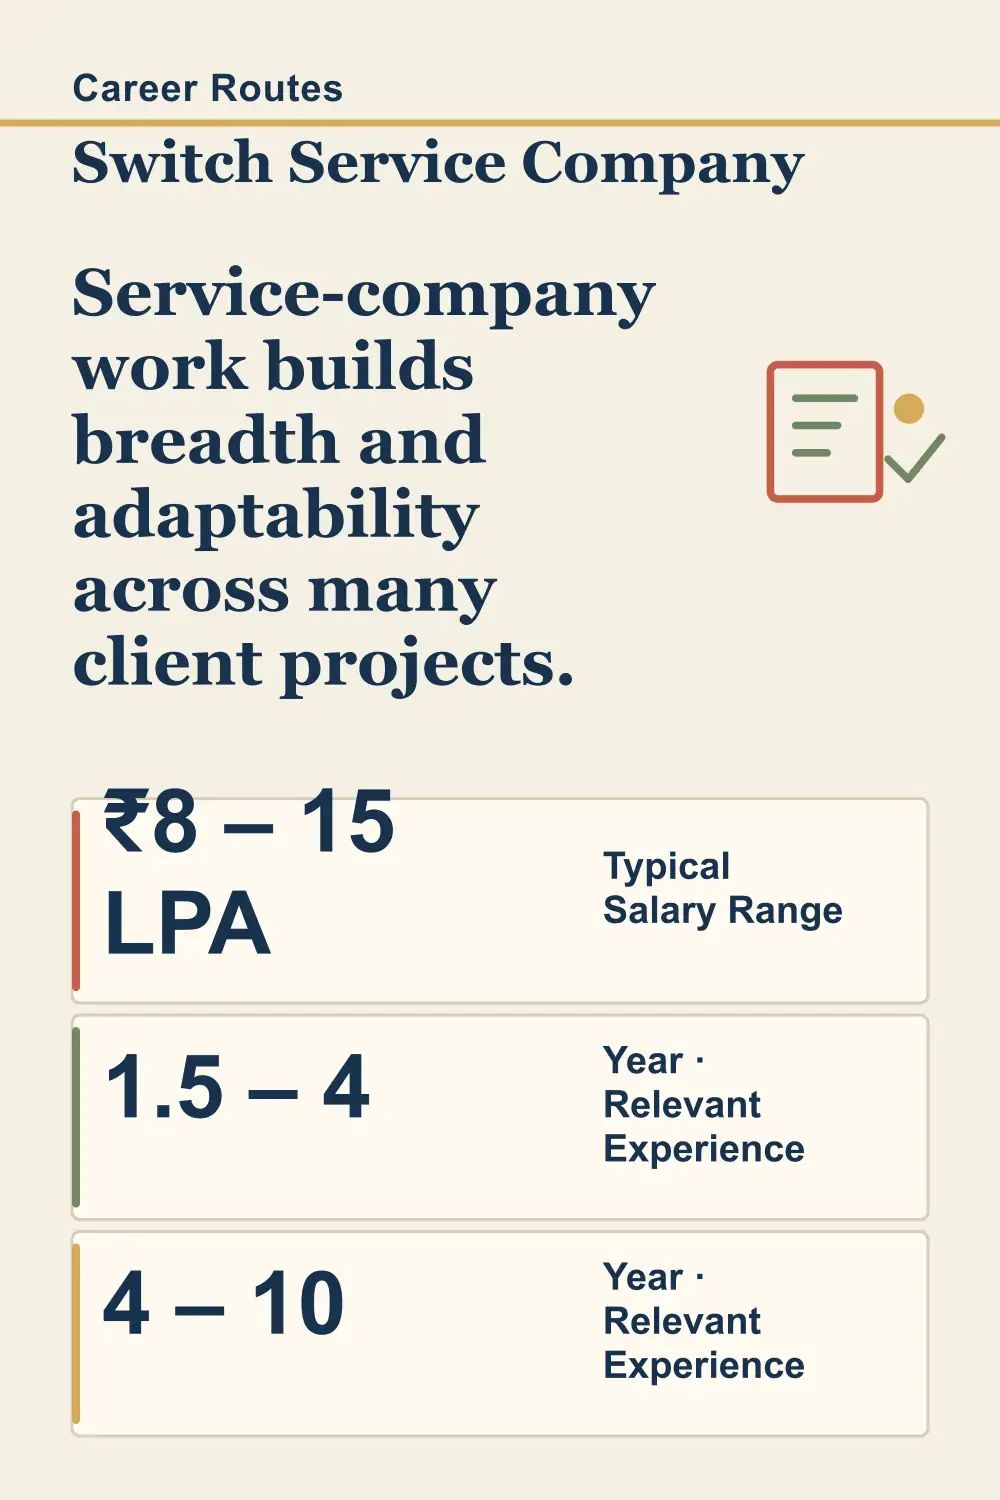 Career Routes
Switch Service Company
Service-company
work builds
breadth and
adaptability
across many
client projects.
₹8 – 15
LPA
Typical
Salary Range
1.5 – 4
Year ·
Relevant
Experience
4 – 10
Year ·
Relevant
Experience